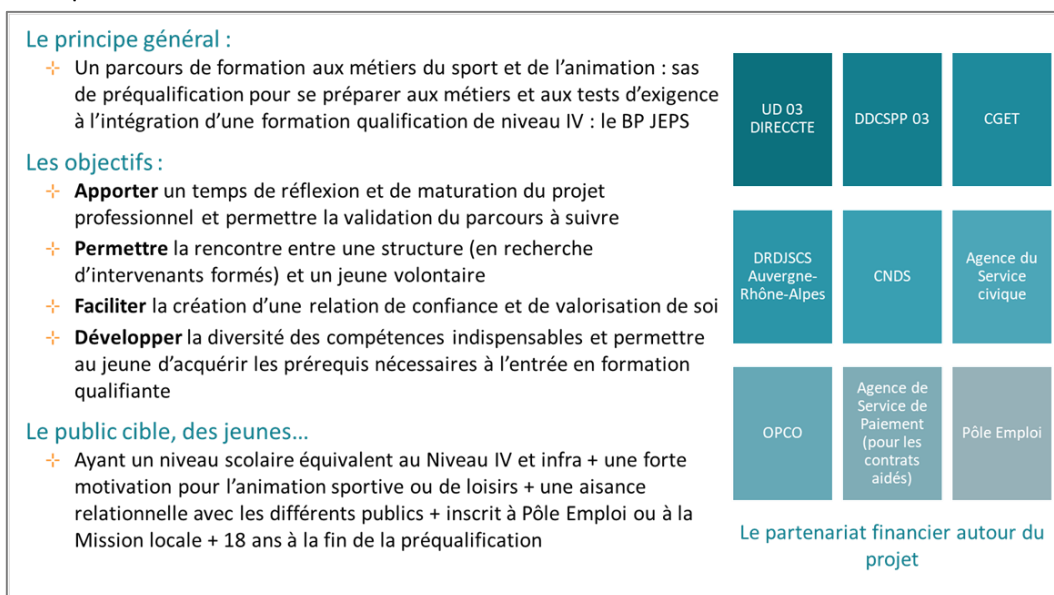 Le principe général :
Un parcours de formation aux métiers du sport et de l'animation : sas
de préqualification pour se préparer aux métiers et aux tests d'exigence
à l'intégration d'une formation qualification de niveau IV : le BP JEPS
Les objectifs :
Apporter un temps de réflexion et de maturation du projet
professionnel et permettre la validation du parcours à suivre
Permettre la rencontre entre une structure (en recherche
d'intervenants formés) et un jeune volontaire
Faciliter la création d'une relation de confiance et de valorisation de soi
Développer la diversité des compétences indispensables et permettre
au jeune d'acquérir les prérequis nécessaires à l'entrée en formation
qualifiante
Le public cible, des jeunes...
Ayant un niveau scolaire équivalent au Niveau IV et infra + une forte
motivation pour l'animation sportive ou de loisirs + une aisance
relationnelle avec les différents publics + inscrit à Pôle Emploi ou à la
Mission locale + 18 ans à la fin de la préqualification
UD 03
DIRECCTE
DDCSPP 03
CGET
DRDJSCS
Auvergne-
Rhône-Alpes
CNDS
Agence du
Service
civique
OPCO
Agence de
Service de
Paiement
(pour les
contrats
aidés)
Pôle Emploi
Le partenariat financier autour du
projet